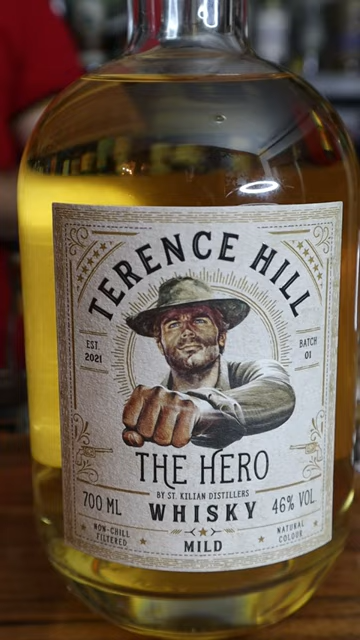 TERENCE HILL
EST.
2021
BATCH
01
THE HERO
BY ST. KILIAN DISTILLERS
700 ML
WHISKY
46% VOL.
NON-CHILL
FILTERED
MILD
NATURAL
COLOUR